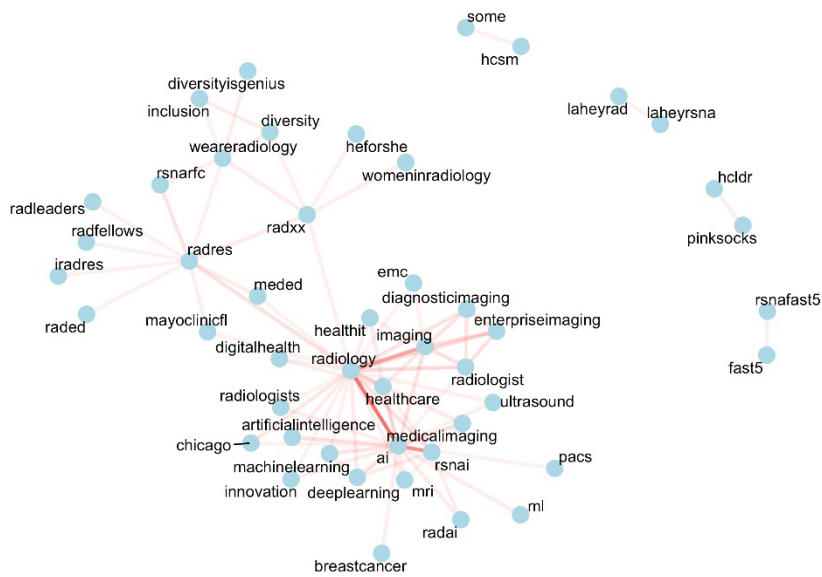 some
hcsm
diversityisgenius
inclusion
diversity
weareradiology
heforshe
womeninradiology
laheyrad
laheyrsna
rsnarfc
radleaders
radfellows
radres
radxx
hcldr
pinksocks
iradres
raded
meded
mayoclinicfl
emc
diagnosticimaging
healthit
imaging
enterpriseimaging
digitalhealth
radiology
rsnafast5
fast5
radiologist
radiologists
healthcare
ultrasound
artificialintelligence
medicalimaging
chicago
ai
rsnai
pacs
machinelearning
innovation
deeplearning
mri
ml
radai
breastcancer